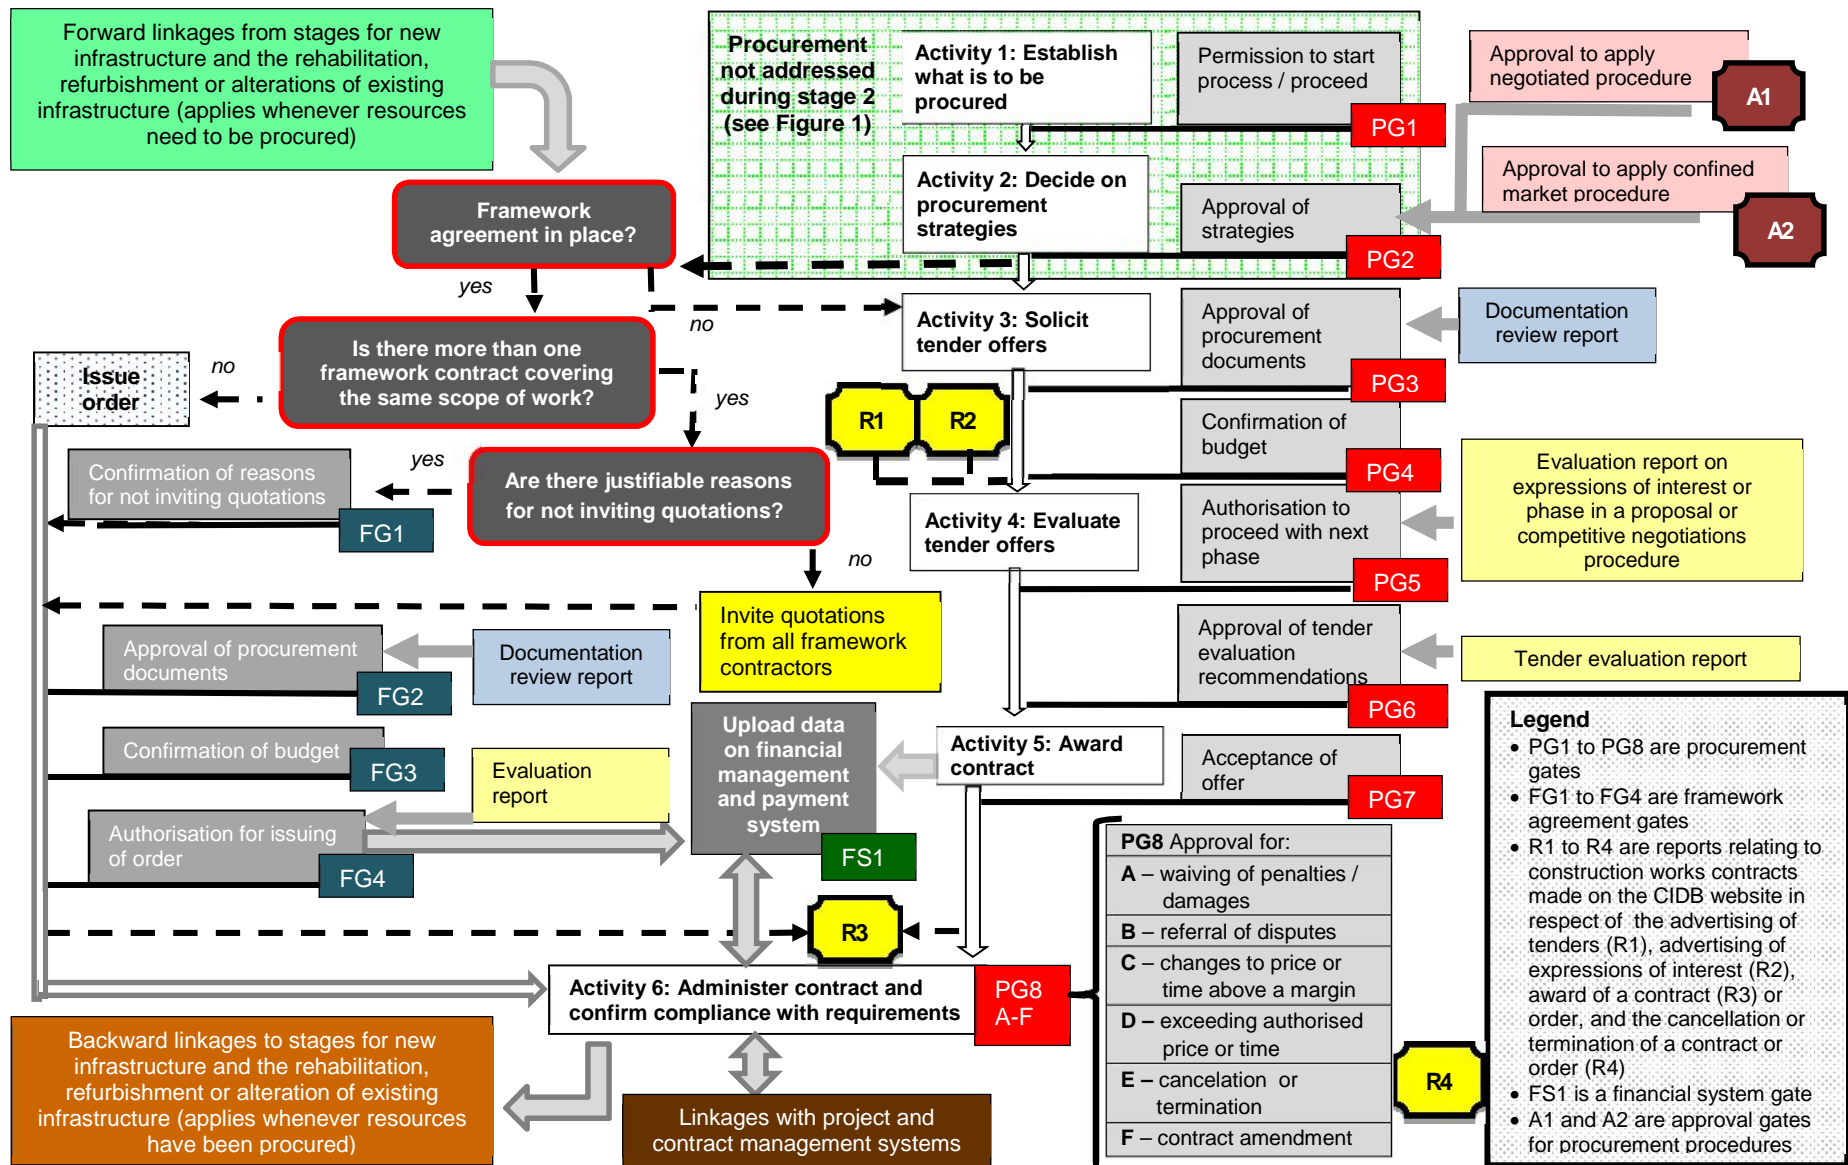 Forward linkages from stages for new
infrastructure and the rehabilitation,
refurbishment or alterations of existing
infrastructure (applies whenever resources
need to be procured)
Procurement
not addressed
during stage 2
(see Figure 1)
Activity 1: Establish
what is to be
procured
Permission to start
process / proceed
PG1
Approval to apply
negotiated procedure
A1
Activity 2: Decide on
procurement
strategies
Approval of
strategies
PG2
Approval to apply confined
market procedure
A2
Framework
agreement in place?
yes
no
Activity 3: Solicit
tender offers
Approval of
procurement
documents
PG3
Documentation
review report
Is there more than one
framework contract covering
the same scope of work?
no
yes
Issue
order
R1
R2
Confirmation of
budget
PG4
Confirmation of reasons
for not inviting quotations
FG1
yes
Are there justifiable reasons
for not inviting quotations?
no
Activity 4: Evaluate
tender offers
Authorisation to
proceed with next
phase
PG5
Evaluation report on
expressions of interest or
phase in a proposal or
competitive negotiations
procedure
Invite quotations
from all framework
contractors
Approval of procurement
documents
FG2
Documentation
review report
Approval of tender
evaluation
recommendations
PG6
Tender evaluation report
Confirmation of budget
FG3
Evaluation
report
Upload data
on financial
management
and payment
system
FS1
Activity 5: Award
contract
Acceptance of
offer
PG7
Authorisation for issuing
of order
FG4
R3
Activity 6: Administer contract and
confirm compliance with requirements
PG8
A-F
PG8 Approval for:
A – waiving of penalties /
damages
B – referral of disputes
C – changes to price or
time above a margin
D – exceeding authorised
price or time
E – cancelation or
termination
F – contract amendment
R4
Backward linkages to stages for new
infrastructure and the rehabilitation,
refurbishment or alteration of existing
infrastructure (applies whenever resources
have been procured)
Linkages with project and
contract management systems
Legend
• PG1 to PG8 are procurement
gates
• FG1 to FG4 are framework
agreement gates
• R1 to R4 are reports relating to
construction works contracts
made on the CIDB website in
respect of the advertising of
tenders (R1), advertising of
expressions of interest (R2),
award of a contract (R3) or
order, and the cancellation or
termination of a contract or
order (R4)
• FS1 is a financial system gate
• A1 and A2 are approval gates
for procurement procedures